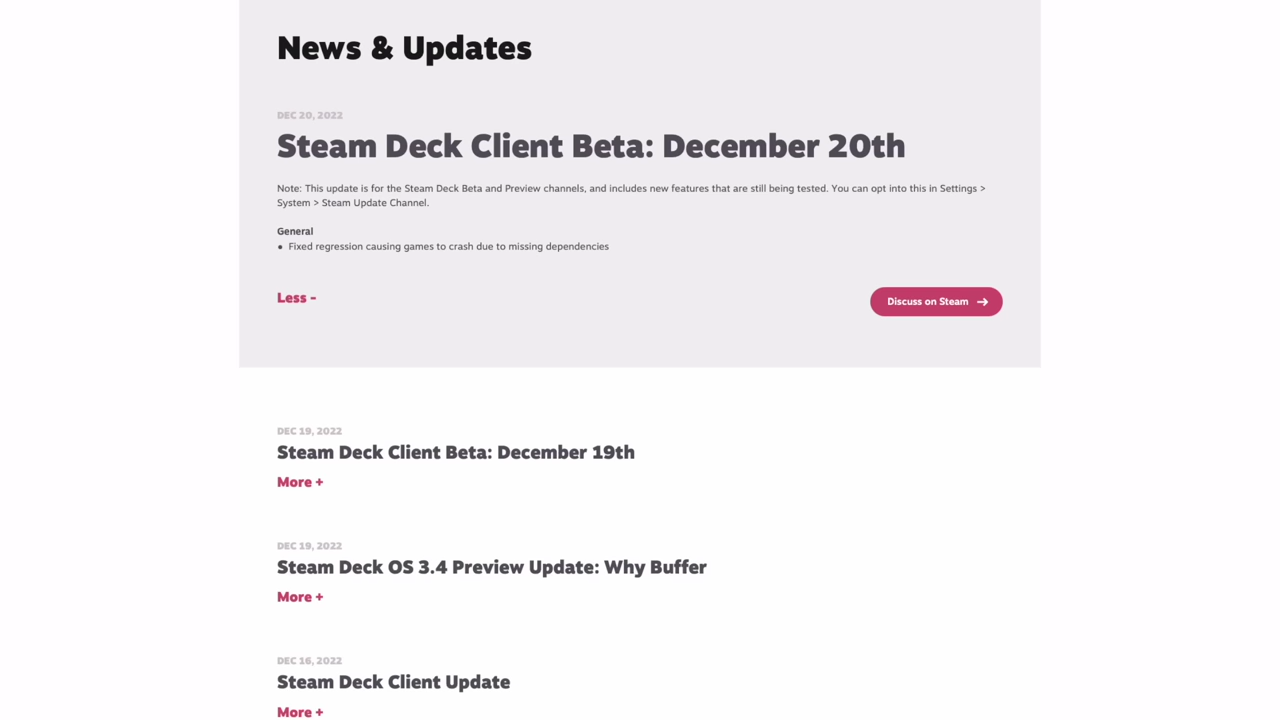 News & Updates
DEC 20, 2022
Steam Deck Client Beta: December 20th
Note: This update is for the Steam Deck Beta and Preview channels, and includes new features that are still being tested. You can opt into this in Settings >
System > Steam Update Channel.
General
● Fixed regression causing games to crash due to missing dependencies
Less -
Discuss on Steam →
DEC 19, 2022
Steam Deck Client Beta: December 19th
More +
DEC 19, 2022
Steam Deck OS 3.4 Preview Update: Why Buffer
More +
DEC 16, 2022
Steam Deck Client Update
More +